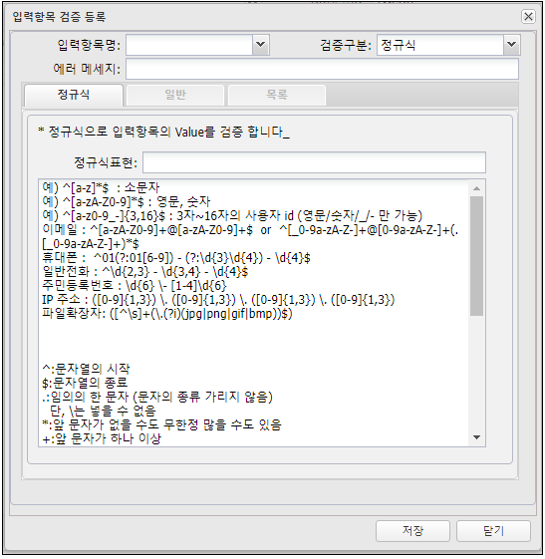 입력항목 검증 등록
입력항목명:
검증구분: 정규식
에러 메세지:
정규식 일반 목록
* 정규식으로 입력항목의 Value를 검증 합니다_
정규식표현:
예) ^[a-z]*$ : 소문자
예) ^[a-zA-Z0-9]*$ : 영문, 숫자
예) ^[a-z0-9_-]{3,16}$ : 3자~16자의 사용자 id (영문/숫자/_/- 만 가능)
이메일 : ^[a-zA-Z0-9]+@[a-zA-Z0-9]+$ or ^[_0-9a-zA-Z-]+@[0-9a-zA-Z-]+(.
[_0-9a-zA-Z-]+)*$
휴대폰 : ^01(?:01[6-9]) - (?:\d{3}\d{4}) - \d{4}$
일반전화 : ^\d{2,3} - \d{3,4} - \d{4}$
주민등록번호 : \d{6} \- [1-4]\d{6}
IP 주소 : ([0-9]{1,3}) \. ([0-9]{1,3}) \. ([0-9]{1,3}) \. ([0-9]{1,3})
파일확장자: ([^\s]+(\.(?i)(jpg|png|gif|bmp))$)
^:문자열의 시작
$:문자열의 종료
.:임의의 한 문자 (문자의 종류 가리지 않음)
단, \는 넣을 수 없음
*:앞 문자가 없을 수도 무한정 많을 수도 있음
+:앞 문자가 하나 이상
저장 닫기